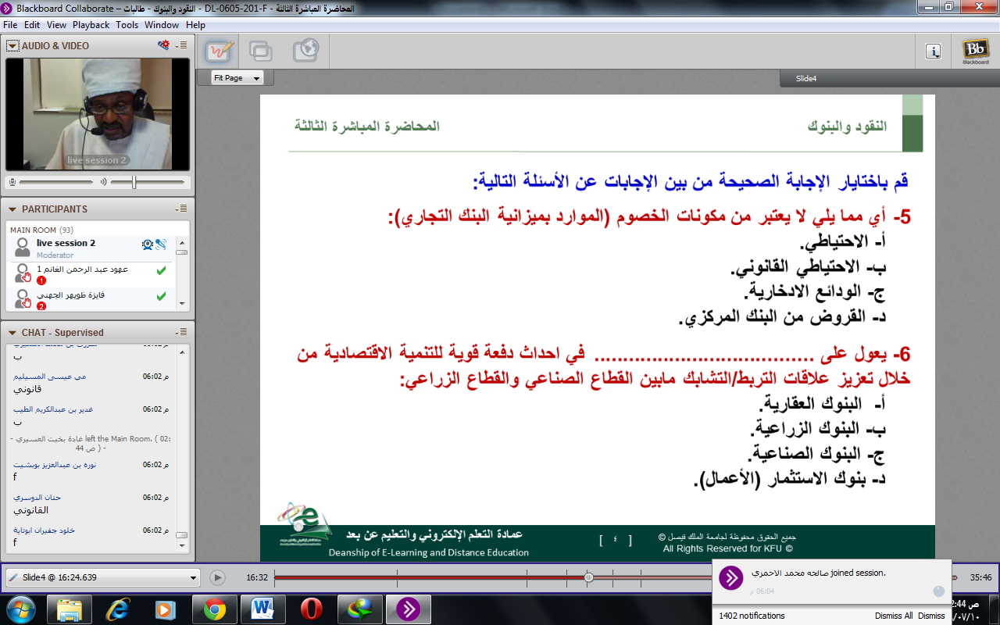 Blackboard Collaborate – النقود والبنوك - طالبات - DL-0605-201-F - المحاضرة المباشرة الثالثة
File Edit View Playback Tools Window Help
AUDIO & VIDEO
live session 2
PARTICIPANTS
MAIN ROOM (93)
live session 2
Moderator
عهود عبد الرحمن الغانم 1
1
فايزة ظويهر الجهني
2
CHAT - Supervised
ب
مي عيسى المسيليم 06:02 م
قانوني
غدير بن عبدالكريم الطيب 06:02 م
ب
غادة بخيت العسيري left the Main Room. ( 02:44 ص ) -
نوره بن عبدالعزيز بوبشيت 06:02 م
f
حنان الدوسري 06:02 م
القانوني
خلود جفيران ابوتاية 06:02 م
f
Fit Page
Slide4
Bb
Blackboard
النقود والبنوك
المحاضرة المباشرة الثالثة
قم باختايار الإجابة الصحيحة من بين الإجابات عن الأسئلة التالية:
5- أي مما يلي لا يعتبر من مكونات الخصوم (الموارد بميزانية البنك التجاري):
أ- الاحتياطي.
ب- الاحتياطي القانوني.
ج- الودائع الادخارية.
د- القروض من البنك المركزي.
6- يعول على .................................... في احداث دفعة قوية للتنمية الاقتصادية من
خلال تعزيز علاقات التربط/التشابك مابين القطاع الصناعي والقطاع الزراعي:
أ- البنوك العقارية.
ب- البنوك الزراعية.
ج- البنوك الصناعية.
د- بنوك الاستثمار (الأعمال).
عمادة التعلم الإلكتروني والتعليم عن بعد
Deanship of E-Learning and Distance Education
[ ٤ ]
جميع الحقوق محفوظة لجامعة الملك فيصل ©
All Rights Reserved for KFU ©
Slide4 @ 16:24.639
16:32
35:46
صالحه محمد الاحمري joined session.
06:04 م
1402 notifications
Dismiss All Dismiss